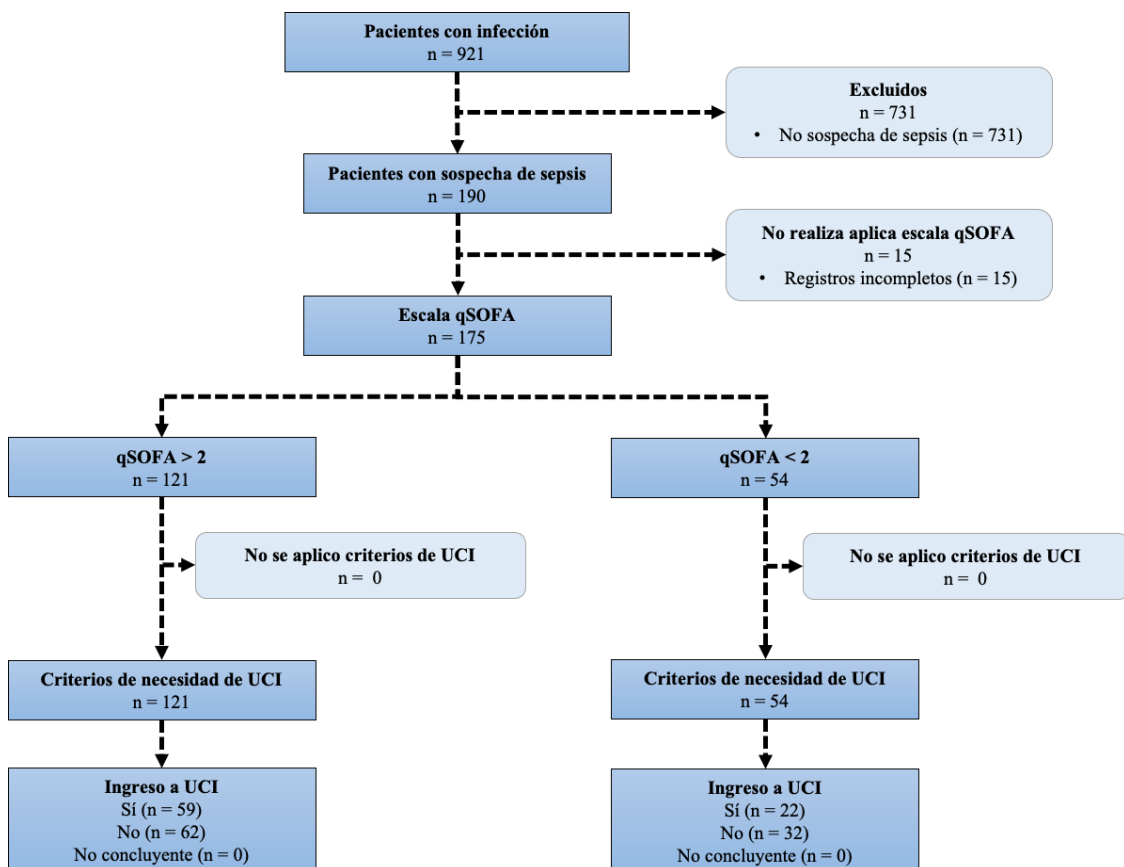 Pacientes con infección
n = 921
Excluidos
n = 731
• No sospecha de sepsis (n = 731)
Pacientes con sospecha de sepsis
n = 190
No realiza aplica escala qSOFA
n = 15
• Registros incompletos (n = 15)
Escala qSOFA
n = 175
qSOFA > 2
n = 121
qSOFA < 2
n = 54
No se aplico criterios de UCI
n = 0
No se aplico criterios de UCI
n = 0
Criterios de necesidad de UCI
n = 121
Criterios de necesidad de UCI
n = 54
Ingreso a UCI
Sí (n = 59)
No (n = 62)
No concluyente (n = 0)
Ingreso a UCI
Sí (n = 22)
No (n = 32)
No concluyente (n = 0)